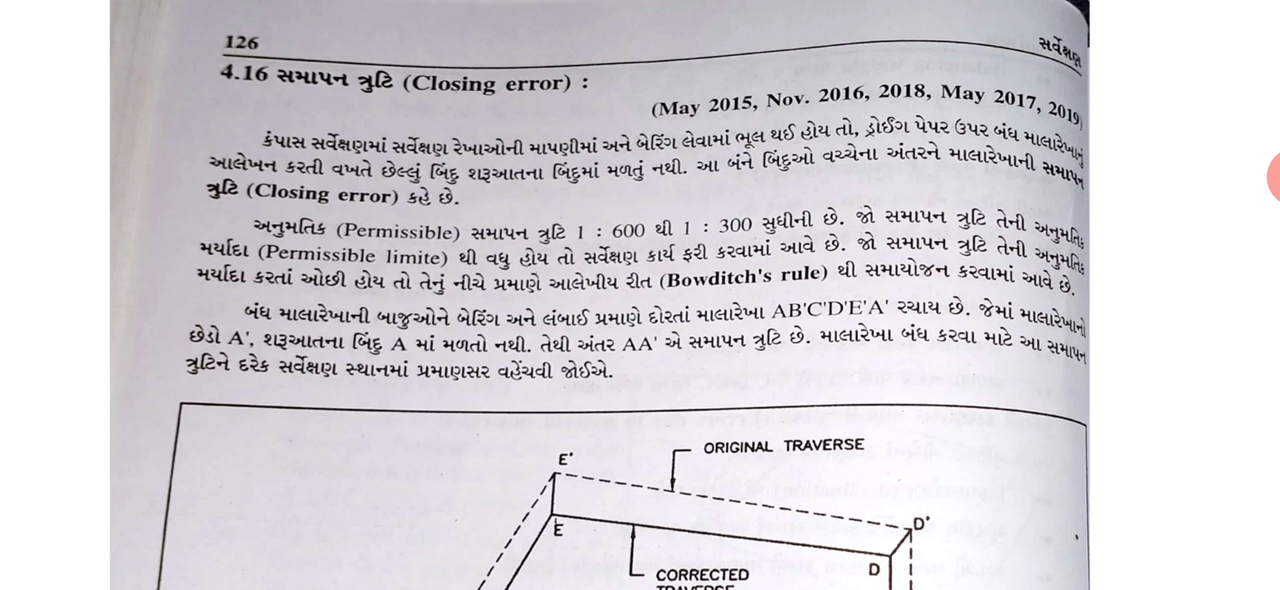 126
સર્વેક્ષણ
4.16 સમાપન ત્રુટિ (Closing error) :
(May 2015, Nov. 2016, 2018, May 2017, 2019)
કંપાસ સર્વેક્ષણમાં સર્વેક્ષણ રેખાઓની માપણીમાં અને બેરિંગ લેવામાં ભૂલ થઈ હોય તો, ડ્રોઈંગ પેપર ઉપર બંધ માલારેખાનું
આલેખન કરતી વખતે છેલ્લું બિંદુ શરૂઆતના બિંદુમાં મળતું નથી. આ બંને બિંદુઓ વચ્ચેના અંતરને માલારેખાની સમાપન
ત્રુટિ (Closing error) કહે છે.
અનુમતિક (Permissible) સમાપન ત્રુટિ 1 : 600 થી 1 : 300 સુધીની છે. જો સમાપન ત્રુટિ તેની અનુમતિક
મર્યાદા (Permissible limite) થી વધુ હોય તો સર્વેક્ષણ કાર્ય ફરી કરવામાં આવે છે. જો સમાપન ત્રુટિ તેની અનુમતિક
મર્યાદા કરતાં ઓછી હોય તો તેનું નીચે પ્રમાણે આલેખીય રીત (Bowditch's rule) થી સમાયોજન કરવામાં આવે છે.
બંધ માલારેખાની બાજુઓને બેરિંગ અને લંબાઈ પ્રમાણે દોરતાં માલારેખા AB'C'D'E'A' રચાય છે. જેમાં માલારેખાનો
છેડો A', શરૂઆતના બિંદુ A માં મળતો નથી. તેથી અંતર AA' એ સમાપન ત્રુટિ છે. માલારેખા બંધ કરવા માટે આ સમાપન
ત્રુટિને દરેક સર્વેક્ષણ સ્થાનમાં પ્રમાણસર વહેંચવી જોઈએ.
ORIGINAL TRAVERSE
E'
D'
E
D
CORRECTED
TRAVERSE